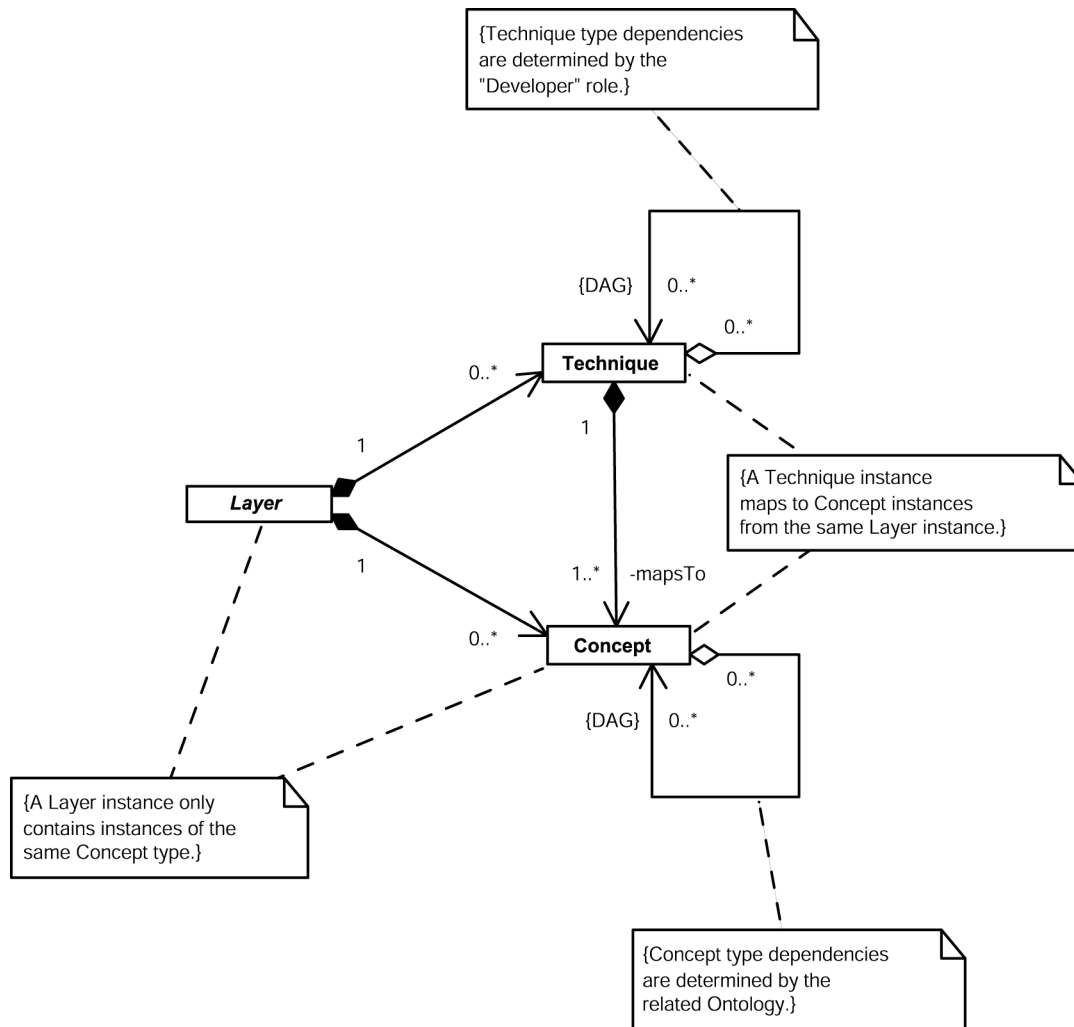 {Technique type dependencies
are determined by the
"Developer" role.}
{DAG}
0..*
0..*
Technique
0..*
1
1
Layer
{A Technique instance
maps to Concept instances
from the same Layer instance.}
1
1..*
-mapsTo
0..*
Concept
0..*
{DAG}
0..*
{A Layer instance only
contains instances of the
same Concept type.}
{Concept type dependencies
are determined by the
related Ontology.}